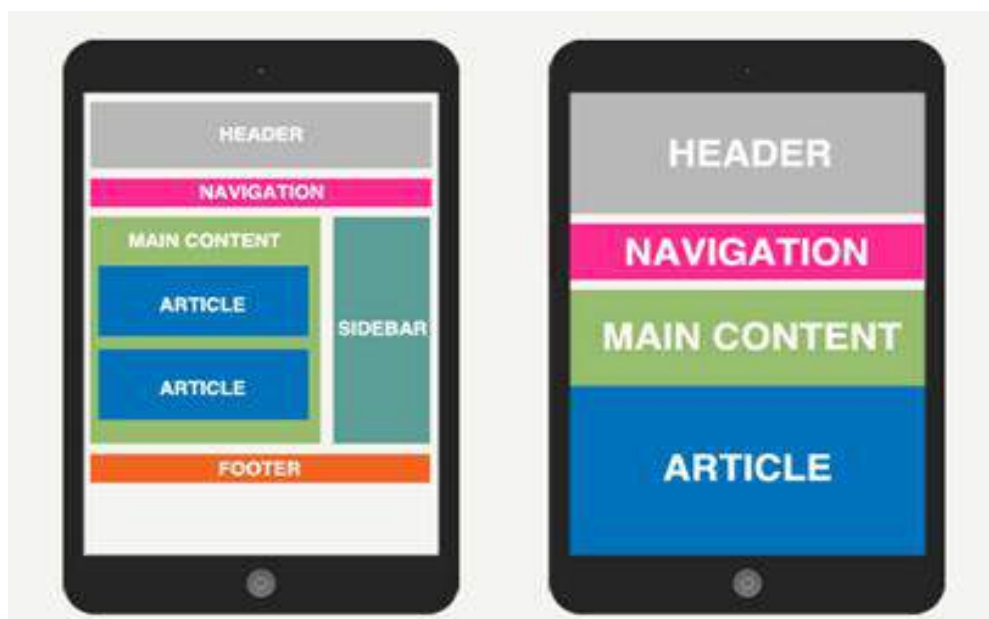 HEADER
NAVIGATION
MAIN CONTENT
ARTICLE
ARTICLE
SIDEBAR
FOOTER
HEADER
NAVIGATION
MAIN CONTENT
ARTICLE